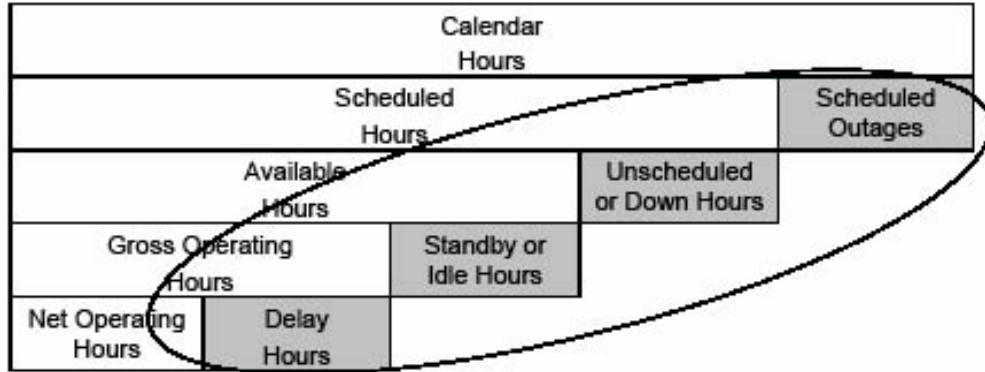 Calendar
Hours
Scheduled
Hours
Scheduled
Outages
Available
Hours
Unscheduled
or Down Hours
Gross Operating
Hours
Standby or
Idle Hours
Net Operating
Hours
Delay
Hours